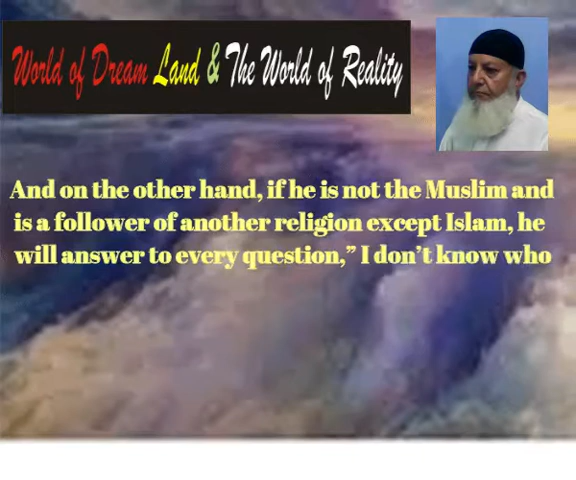 World of Dream Land & The World of Reality
And on the other hand, if he is not the Muslim and
is a follower of another religion except Islam, he
will answer to every question,” I don’t know who